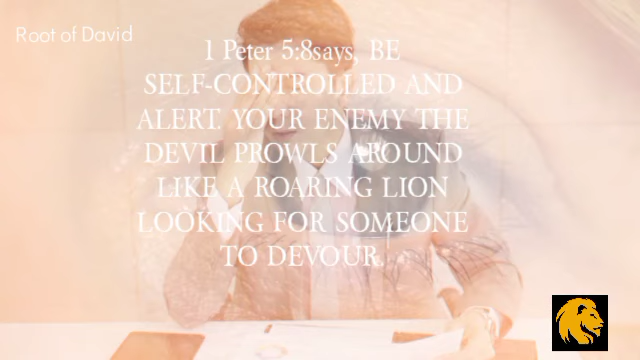 Root of David
1 Peter 5:8says, BE
SELF-CONTROLLED AND
ALERT. YOUR ENEMY THE
DEVIL PROWLS AROUND
LIKE A ROARING LION
LOOKING FOR SOMEONE
TO DEVOUR.